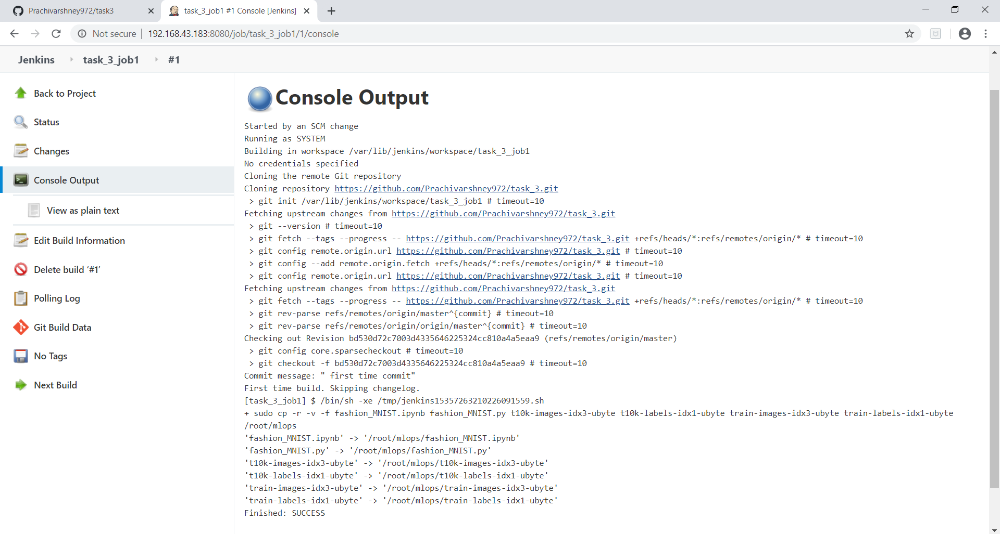 Prachivarshney972/task3
task_3_job1 #1 Console [Jenkins]
Not secure | 192.168.43.183:8080/job/task_3_job1/1/console
Jenkins task_3_job1 #1
Back to Project
Status
Changes
Console Output
View as plain text
Edit Build Information
Delete build ‘#1’
Polling Log
Git Build Data
No Tags
Next Build
Console Output
Started by an SCM change
Running as SYSTEM
Building in workspace /var/lib/jenkins/workspace/task_3_job1
No credentials specified
Cloning the remote Git repository
Cloning repository https://github.com/Prachivarshney972/task_3.git
 > git init /var/lib/jenkins/workspace/task_3_job1 # timeout=10
Fetching upstream changes from https://github.com/Prachivarshney972/task_3.git
 > git --version # timeout=10
 > git fetch --tags --progress -- https://github.com/Prachivarshney972/task_3.git +refs/heads/*:refs/remotes/origin/* # timeout=10
 > git config remote.origin.url https://github.com/Prachivarshney972/task_3.git # timeout=10
 > git config --add remote.origin.fetch +refs/heads/*:refs/remotes/origin/* # timeout=10
 > git config remote.origin.url https://github.com/Prachivarshney972/task_3.git # timeout=10
Fetching upstream changes from https://github.com/Prachivarshney972/task_3.git
 > git fetch --tags --progress -- https://github.com/Prachivarshney972/task_3.git +refs/heads/*:refs/remotes/origin/* # timeout=10
 > git rev-parse refs/remotes/origin/master^{commit} # timeout=10
 > git rev-parse refs/remotes/origin/origin/master^{commit} # timeout=10
Checking out Revision bd530d72c7003d4335646225324cc810a4a5eaa9 (refs/remotes/origin/master)
 > git config core.sparsecheckout # timeout=10
 > git checkout -f bd530d72c7003d4335646225324cc810a4a5eaa9 # timeout=10
Commit message: " first time commit"
First time build. Skipping changelog.
[task_3_job1] $ /bin/sh -xe /tmp/jenkins15357263210226091559.sh
+ sudo cp -r -v -f fashion_MNIST.ipynb fashion_MNIST.py t10k-images-idx3-ubyte t10k-labels-idx1-ubyte train-images-idx3-ubyte train-labels-idx1-ubyte
/root/mlops
'fashion_MNIST.ipynb' -> '/root/mlops/fashion_MNIST.ipynb'
'fashion_MNIST.py' -> '/root/mlops/fashion_MNIST.py'
't10k-images-idx3-ubyte' -> '/root/mlops/t10k-images-idx3-ubyte'
't10k-labels-idx1-ubyte' -> '/root/mlops/t10k-labels-idx1-ubyte'
'train-images-idx3-ubyte' -> '/root/mlops/train-images-idx3-ubyte'
'train-labels-idx1-ubyte' -> '/root/mlops/train-labels-idx1-ubyte'
Finished: SUCCESS